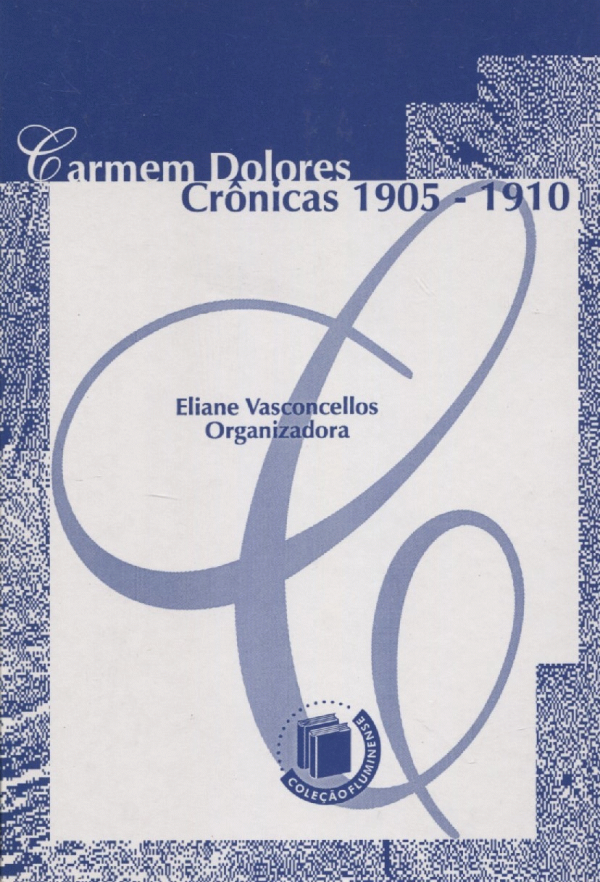 Carmem Dolores
Crônicas 1905 - 1910
Eliane Vasconcellos
Organizadora
COLEÇÃO FLUMINENSE